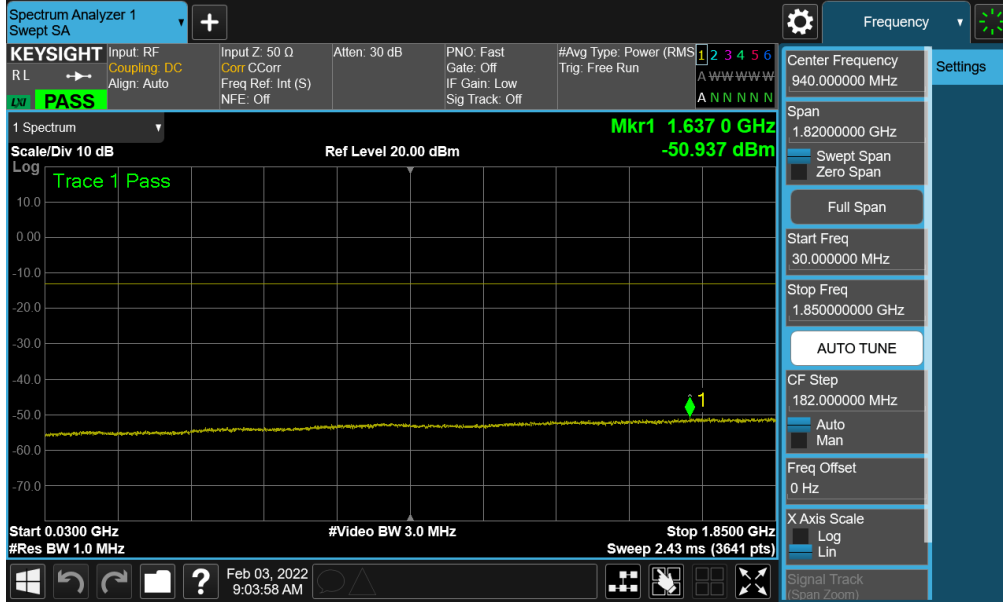 Spectrum Analyzer 1
Swept SA
Frequency
KEYSIGHT
RL
LXI
PASS
Input: RF
Coupling: DC
Align: Auto
Input Z: 50 Ω
Corr CCorr
Freq Ref: Int (S)
NFE: Off
Atten: 30 dB
PNO: Fast
Gate: Off
IF Gain: Low
Sig Track: Off
#Avg Type: Power (RMS
Trig: Free Run
1 2 3 4 5 6
A W W W W W
A N N N N N
Center Frequency
940.000000 MHz
Settings
Span
1.82000000 GHz
Swept Span
Zero Span
Full Span
Start Freq
30.000000 MHz
Stop Freq
1.850000000 GHz
AUTO TUNE
CF Step
182.000000 MHz
Auto
Man
Freq Offset
0 Hz
X Axis Scale
Log
Lin
Signal Track
(Span Zoom)
1 Spectrum
Mkr1 1.637 0 GHz
Scale/Div 10 dB
Ref Level 20.00 dBm
-50.937 dBm
Log
Trace 1 Pass
10.0
0.00
-10.0
-20.0
-30.0
-40.0
1
-50.0
-60.0
-70.0
Start 0.0300 GHz
#Video BW 3.0 MHz
Stop 1.8500 GHz
#Res BW 1.0 MHz
Sweep 2.43 ms (3641 pts)
?
Feb 03, 2022
9:03:58 AM